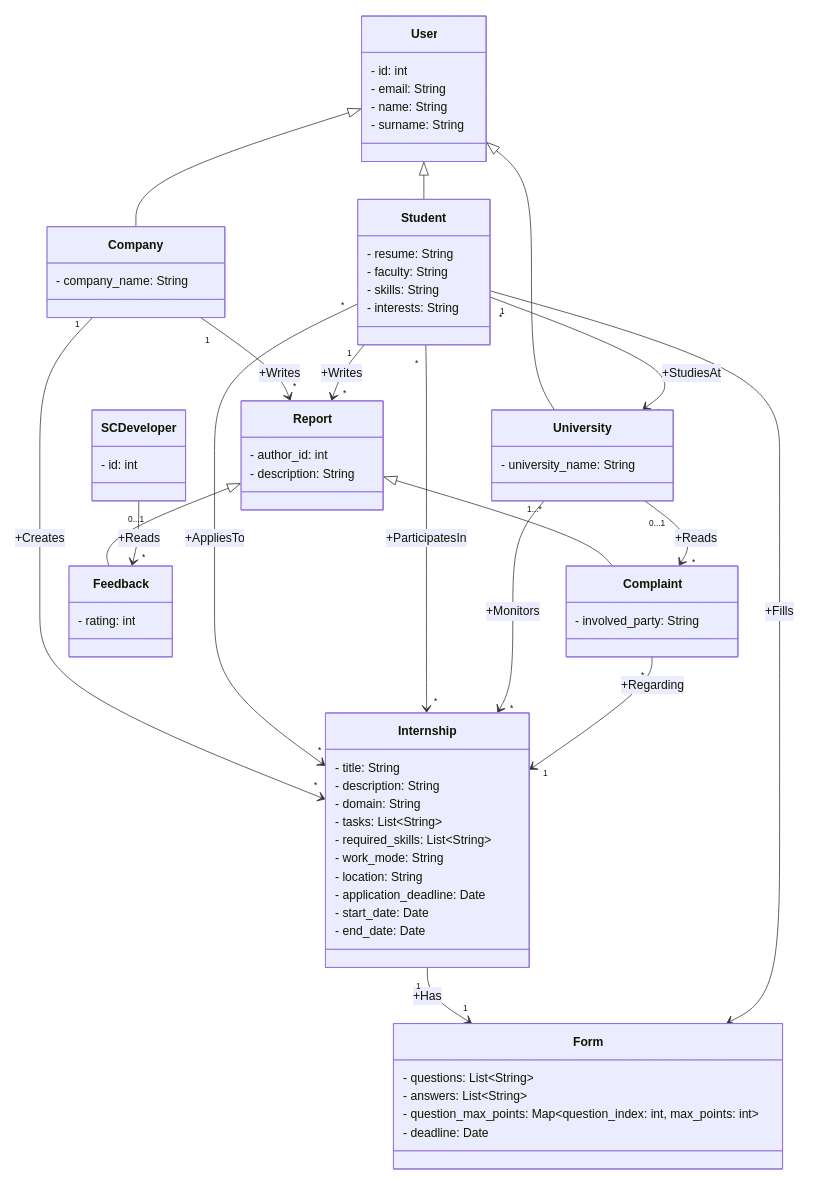 User
- id: int
- email: String
- name: String
- surname: String
Student
- resume: String
- faculty: String
- skills: String
- interests: String
Company
- company_name: String
*
1
*
1
1
1
*
+Writes
+Writes
+StudiesAt
*
*
Report
- author_id: int
- description: String
SCDeveloper
- id: int
University
- university_name: String
0...1
1...*
0...1
+Creates
+Reads
+AppliesTo
+ParticipatesIn
+Reads
*
*
Feedback
- rating: int
Complaint
- involved_party: String
+Monitors
+Fills
*
+Regarding
*
*
*
*
1
Internship
- title: String
- description: String
- domain: String
- tasks: List<String>
- required_skills: List<String>
- work_mode: String
- location: String
- application_deadline: Date
- start_date: Date
- end_date: Date
1
+Has
1
Form
- questions: List<String>
- answers: List<String>
- question_max_points: Map<question_index: int, max_points: int>
- deadline: Date